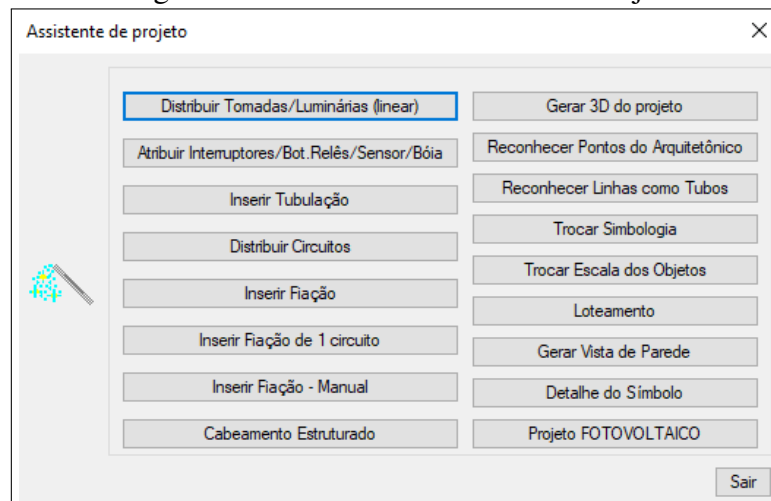 Assistente de projeto
Distribuir Tomadas/Luminárias (linear)
Atribuir Interruptores/Bot.Relês/Sensor/Bóia
Inserir Tubulação
Distribuir Circuitos
Inserir Fiação
Inserir Fiação de 1 circuito
Inserir Fiação - Manual
Cabeamento Estruturado
Gerar 3D do projeto
Reconhecer Pontos do Arquitetônico
Reconhecer Linhas como Tubos
Trocar Simbologia
Trocar Escala dos Objetos
Loteamento
Gerar Vista de Parede
Detalhe do Símbolo
Projeto FOTOVOLTAICO
Sair